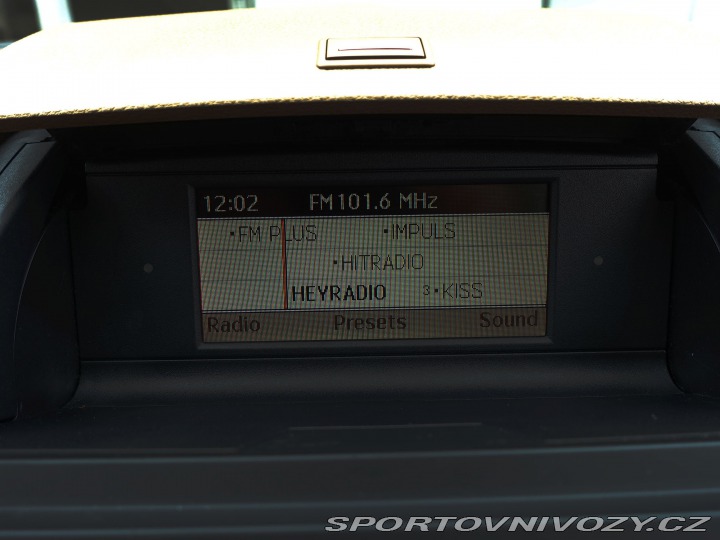 12:02 FM101.6 MHz
•FM PLUS •IMPULS
•HITRADIO
HEYRADIO 3•KISS
Radio Presets Sound
SPORTOVNIVOZY.CZ